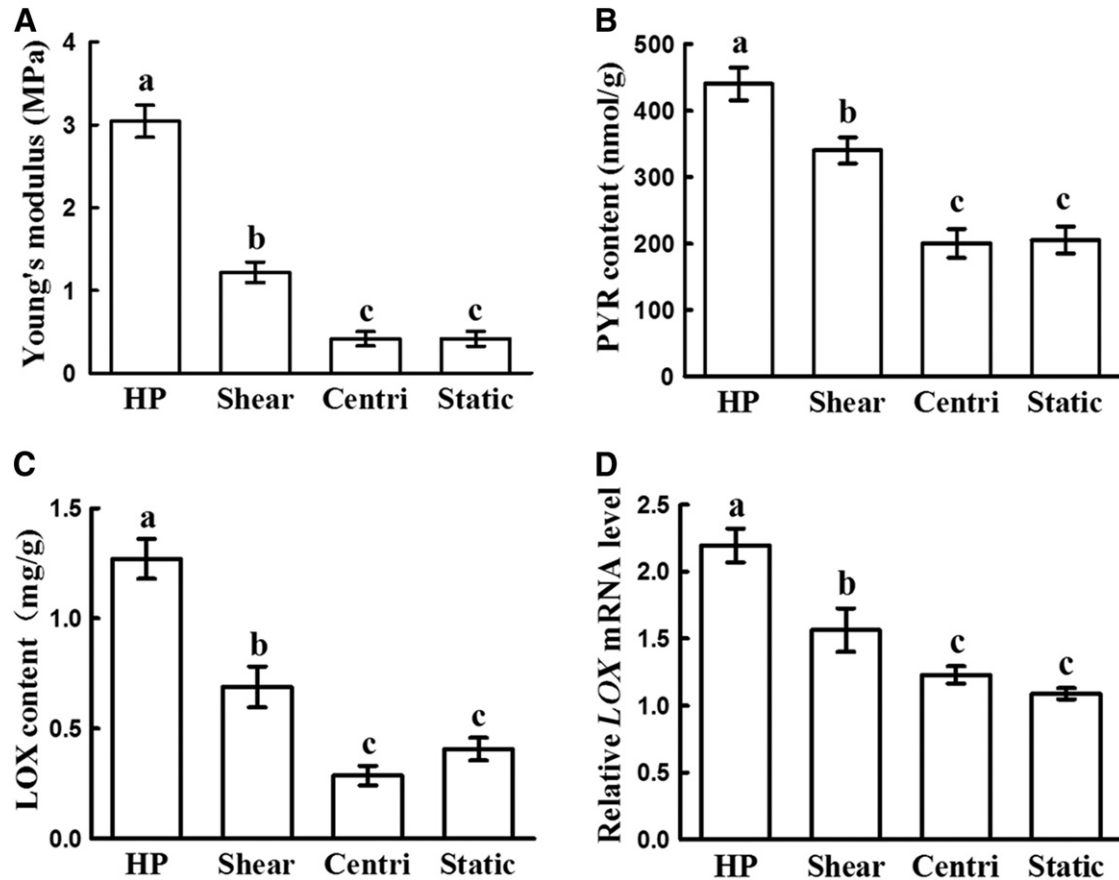 A
Young's modulus (MPa)
4
3
2
1
0
a
b
c
c
HP Shear Centri Static
B
PYR content (nmol/g)
500
400
300
200
100
0
a
b
c
c
HP Shear Centri Static
C
LOX content (mg/g)
1.5
1.0
0.5
0.0
a
b
c
c
HP Shear Centri Static
D
Relative LOX mRNA level
2.5
2.0
1.5
1.0
0.5
0.0
a
b
c
c
HP Shear Centri Static